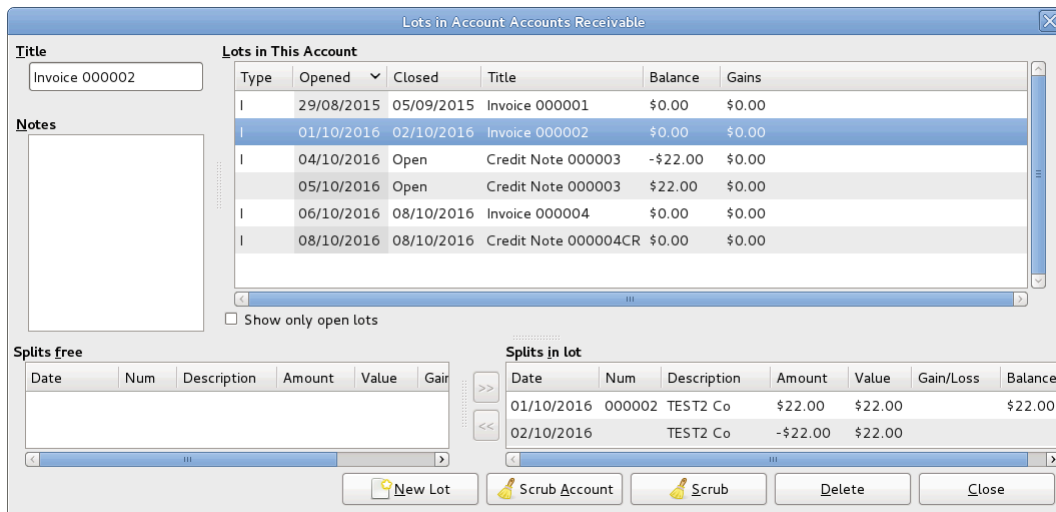 Lots in Account Accounts Receivable
Title
Invoice 000002
Notes
Lots in This Account
Type Opened Closed Title Balance Gains
I 29/08/2015 05/09/2015 Invoice 000001 $0.00 $0.00
I 01/10/2016 02/10/2016 Invoice 000002 $0.00 $0.00
I 04/10/2016 Open Credit Note 000003 -$22.00 $0.00
05/10/2016 Open Credit Note 000003 $22.00 $0.00
I 06/10/2016 08/10/2016 Invoice 000004 $0.00 $0.00
I 08/10/2016 08/10/2016 Credit Note 000004CR $0.00 $0.00
Show only open lots
Splits free
Date Num Description Amount Value Gain
>>
<<
Splits in lot
Date Num Description Amount Value Gain/Loss Balance
01/10/2016 000002 TEST2 Co $22.00 $22.00 $22.00
02/10/2016 TEST2 Co -$22.00 $22.00
New Lot Scrub Account Scrub Delete Close